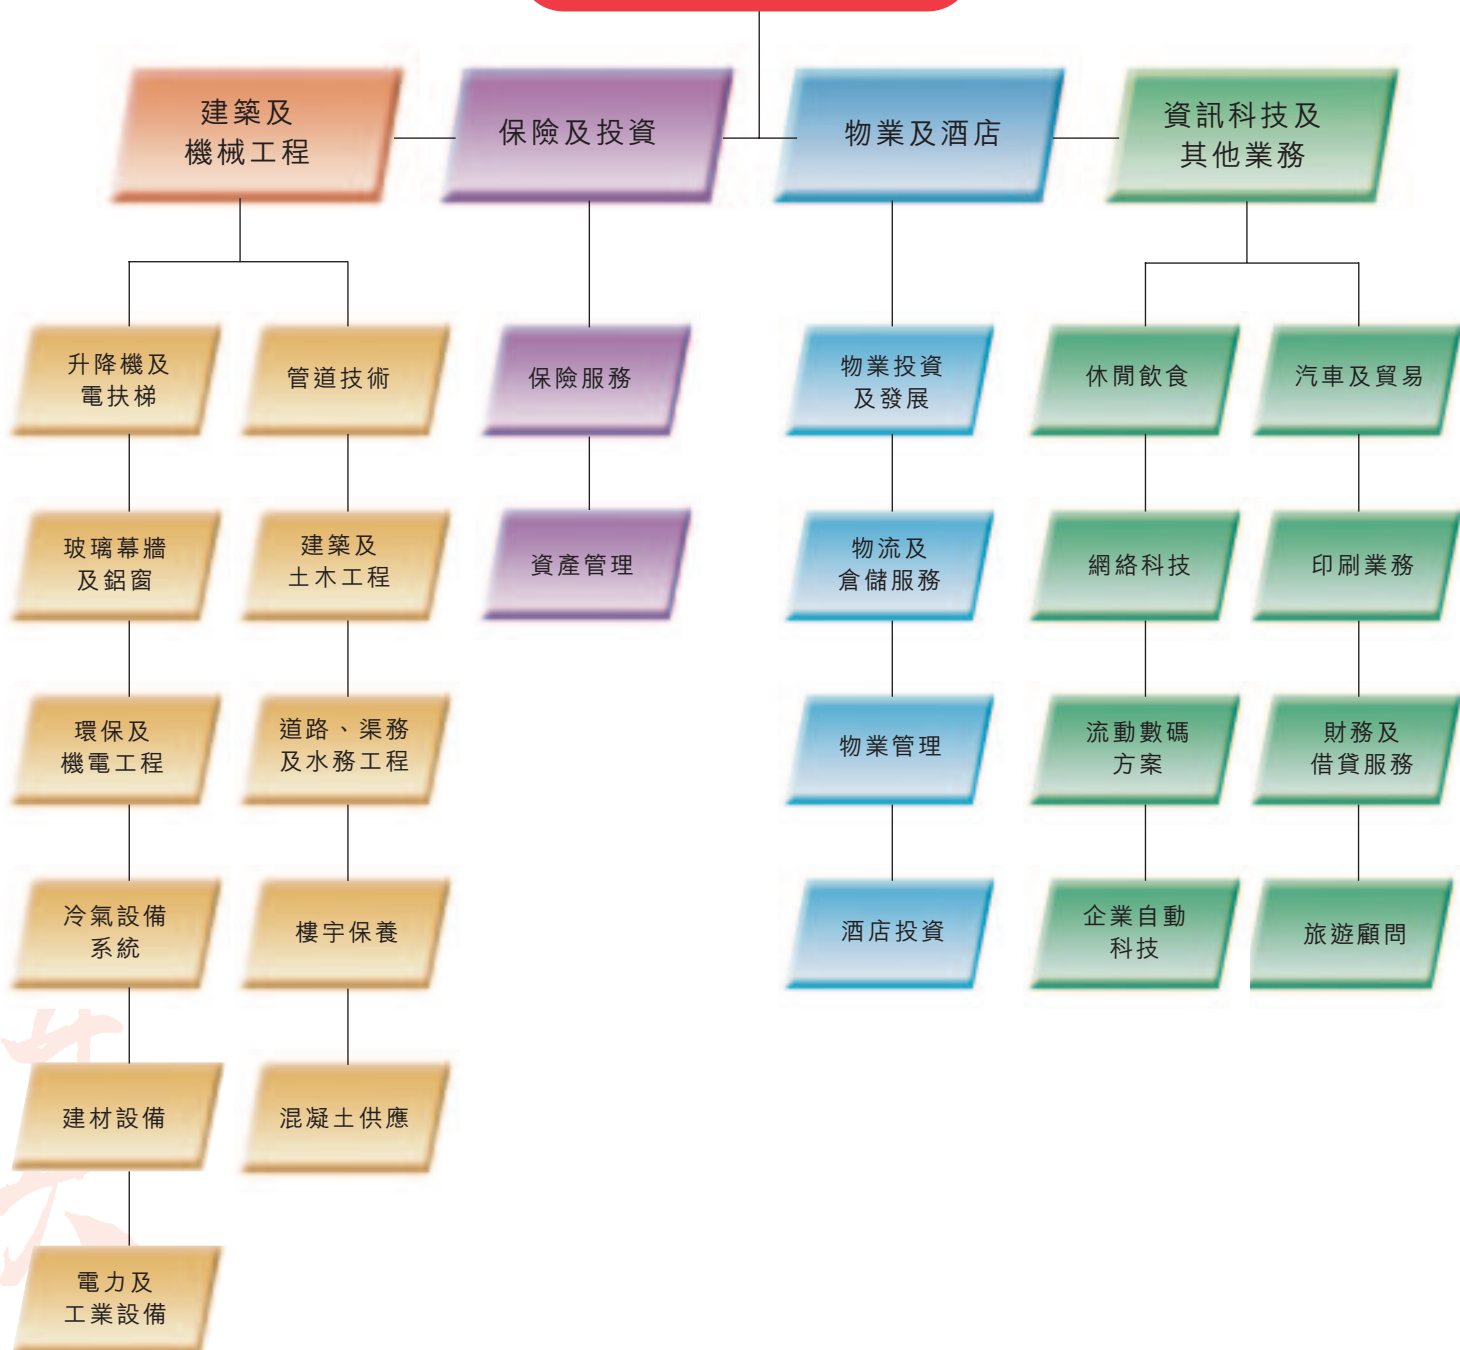 建築及
機械工程
保險及投資
物業及酒店
資訊科技及
其他業務
升降機及
電扶梯
管道技術
保險服務
物業投資
及發展
休閒飲食
汽車及貿易
玻璃幕牆
及鋁窗
建築及
土木工程
資產管理
物流及
倉儲服務
網絡科技
印刷業務
環保及
機電工程
道路、渠務
及水務工程
物業管理
流動數碼
方案
財務及
借貸服務
冷氣設備
系統
樓宇保養
酒店投資
企業自動
科技
旅遊顧問
建材設備
混凝土供應
電力及
工業設備